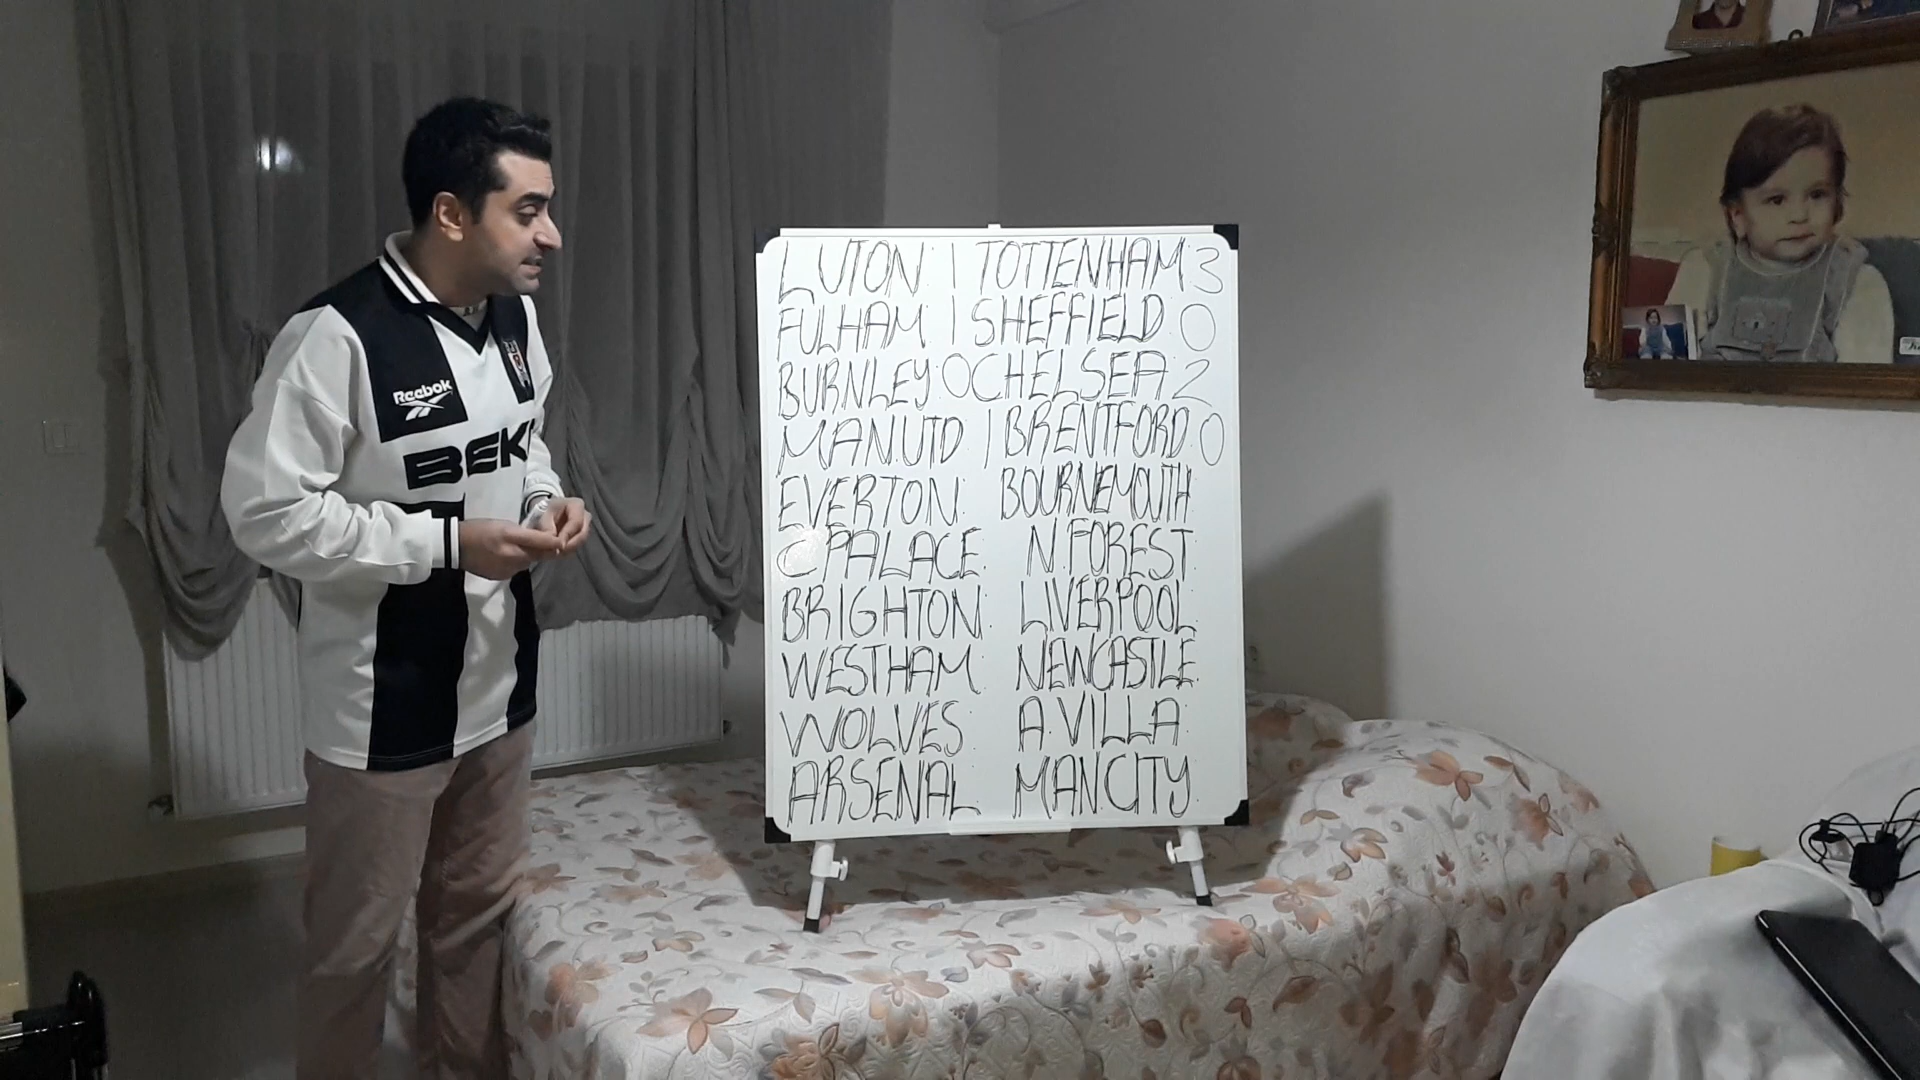 LUTON: 1 TOTTENHAM: 3
FULHAM: 1 SHEFFIELD: 0
BURNLEY: 0 CHELSEA: 2
MAN.UTD: 1 BRENTFORD: 0
EVERTON: BOURNEMOUTH:
C PALACE: N.FOREST:
BRIGHTON: LIVERPOOL:
WESTHAM: NEWCASTLE:
WOLVES: A.VILLA:
ARSENAL: MAN.CITY:
Reebok
BEK